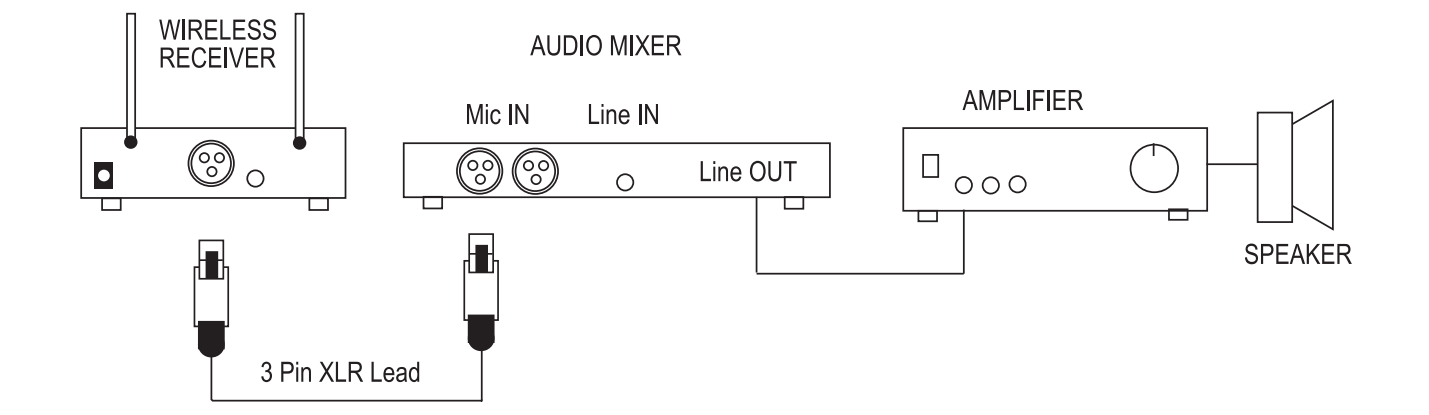 WIRELESS
RECEIVER
AUDIO MIXER
Mic IN
Line IN
Line OUT
AMPLIFIER
SPEAKER
3 Pin XLR Lead